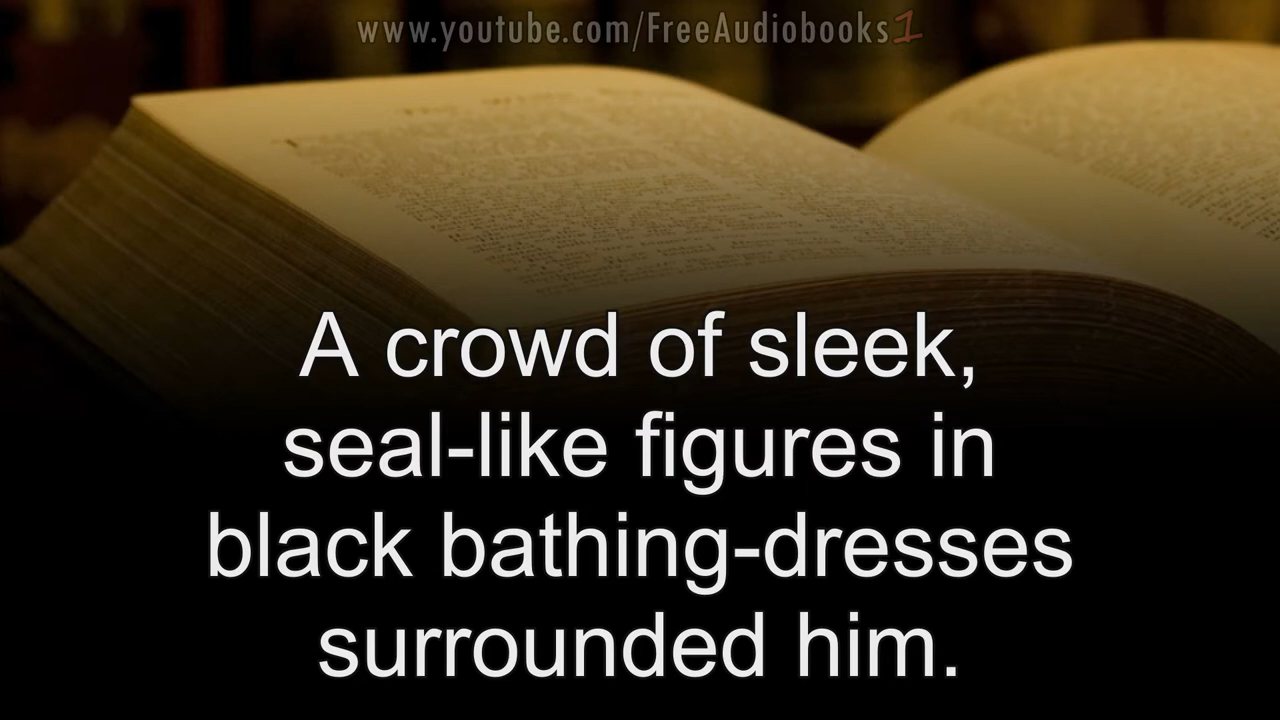 www.youtube.com/FreeAudiobooks1
A crowd of sleek,
seal-like figures in
black bathing-dresses
surrounded him.